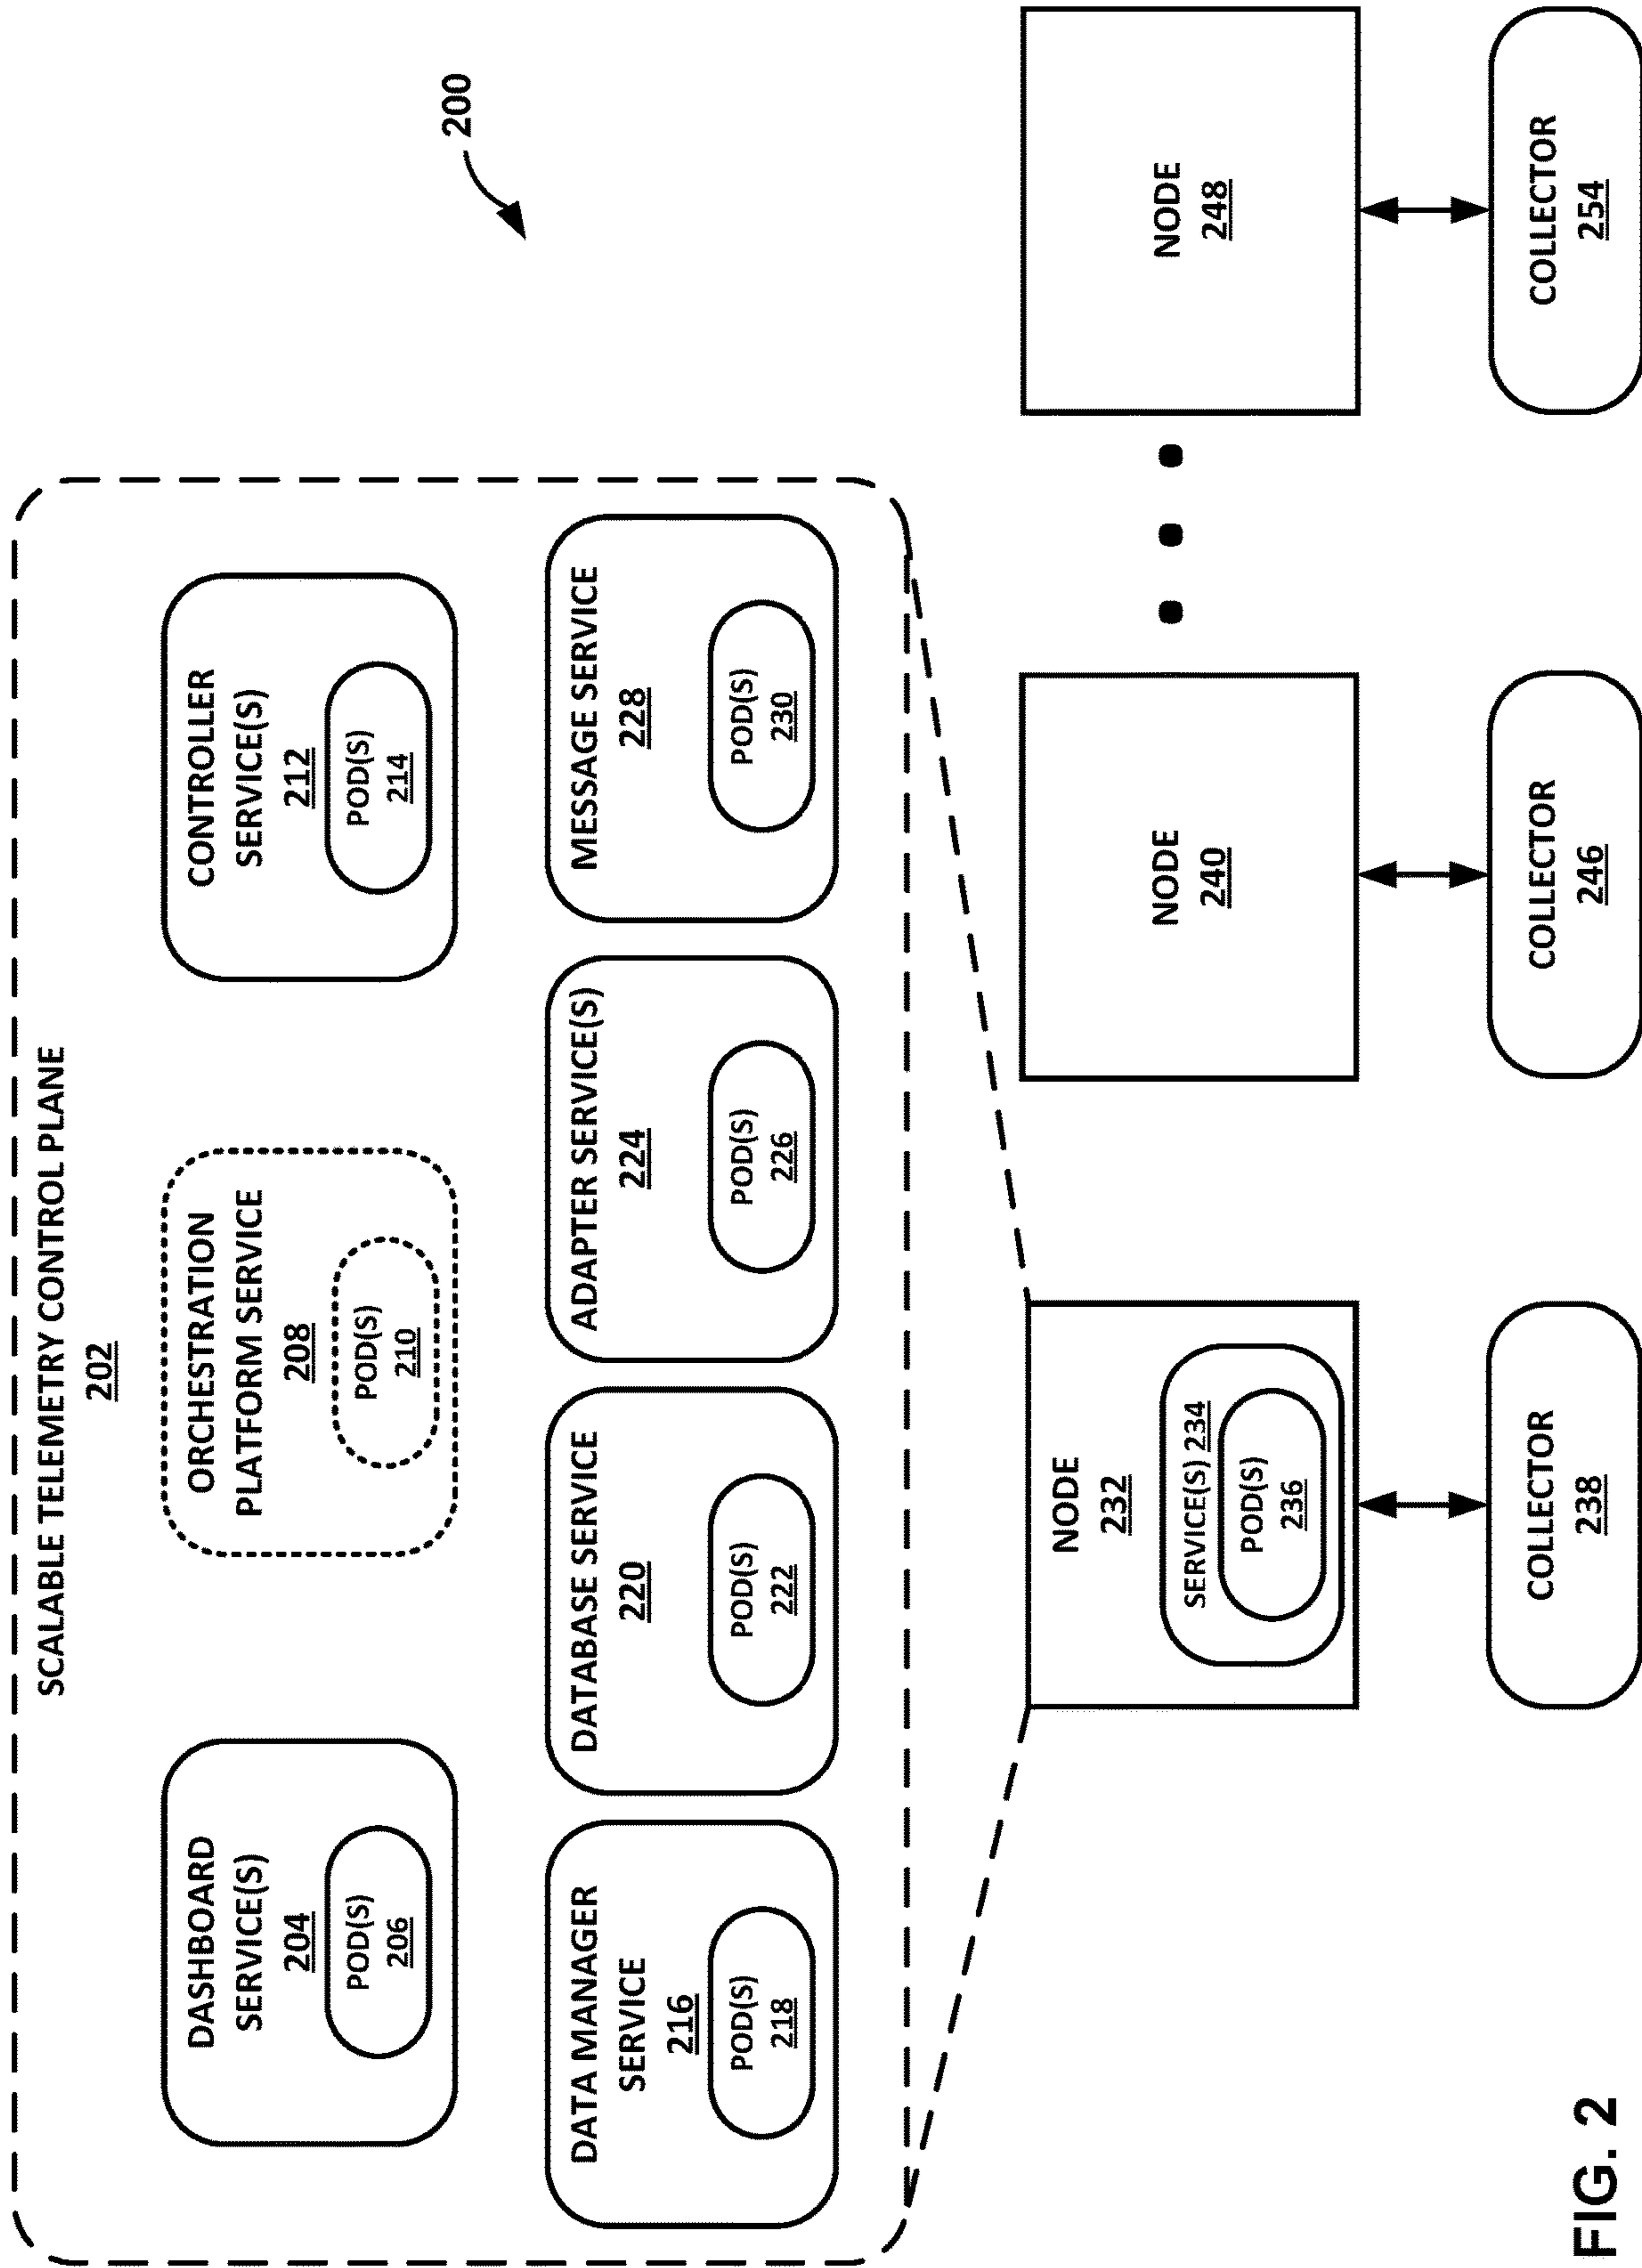 200
SCALABLE TELEMETRY CONTROL PLANE
202
DASHBOARD
SERVICE(S)
204
POD(S)
206
ORCHESTRATION
PLATFORM SERVICE
208
POD(S)
210
CONTROLLER
SERVICE(S)
212
POD(S)
214
DATA MANAGER
SERVICE
216
POD(S)
218
DATABASE SERVICE
220
POD(S)
222
ADAPTER SERVICE(S)
224
POD(S)
226
MESSAGE SERVICE
228
POD(S)
230
NODE
232
SERVICE(S) 234
POD(S)
236
NODE
240
NODE
248
COLLECTOR
238
COLLECTOR
246
COLLECTOR
254
FIG. 2